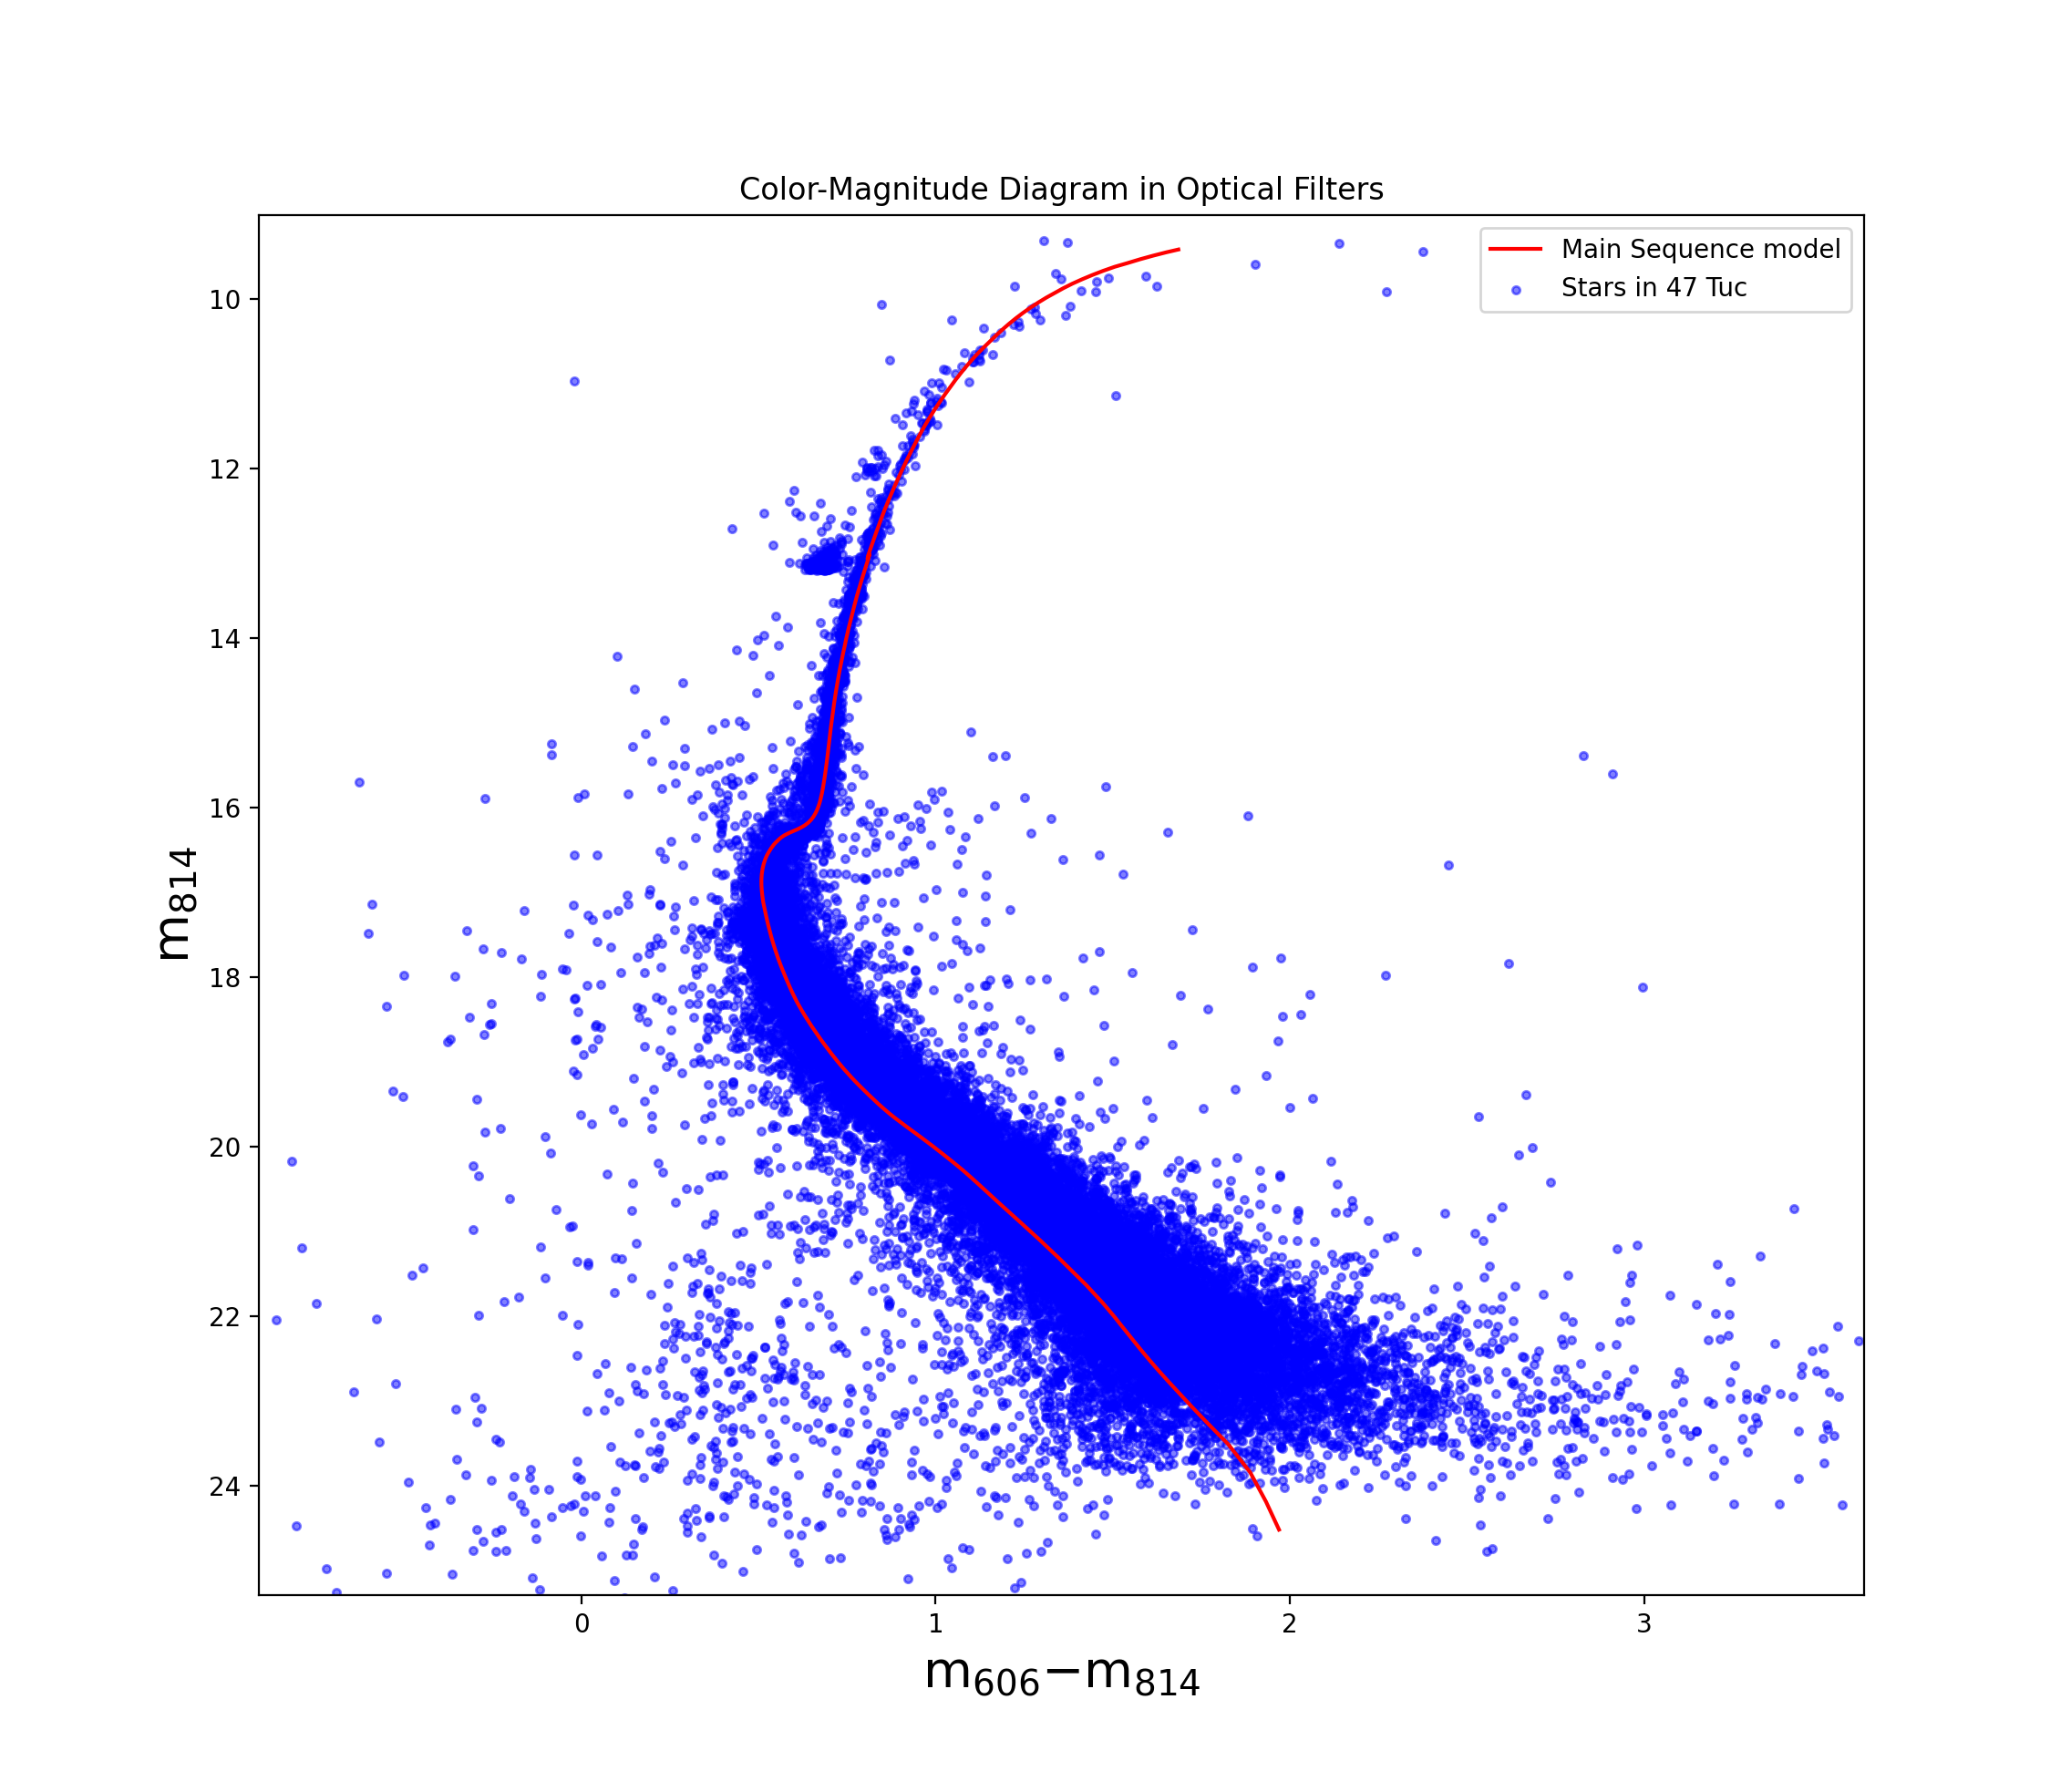 Color-Magnitude Diagram in Optical Filters
Main Sequence model
Stars in 47 Tuc
10
12
14
16
18
20
22
24
m814
0
1
2
3
m606−m814